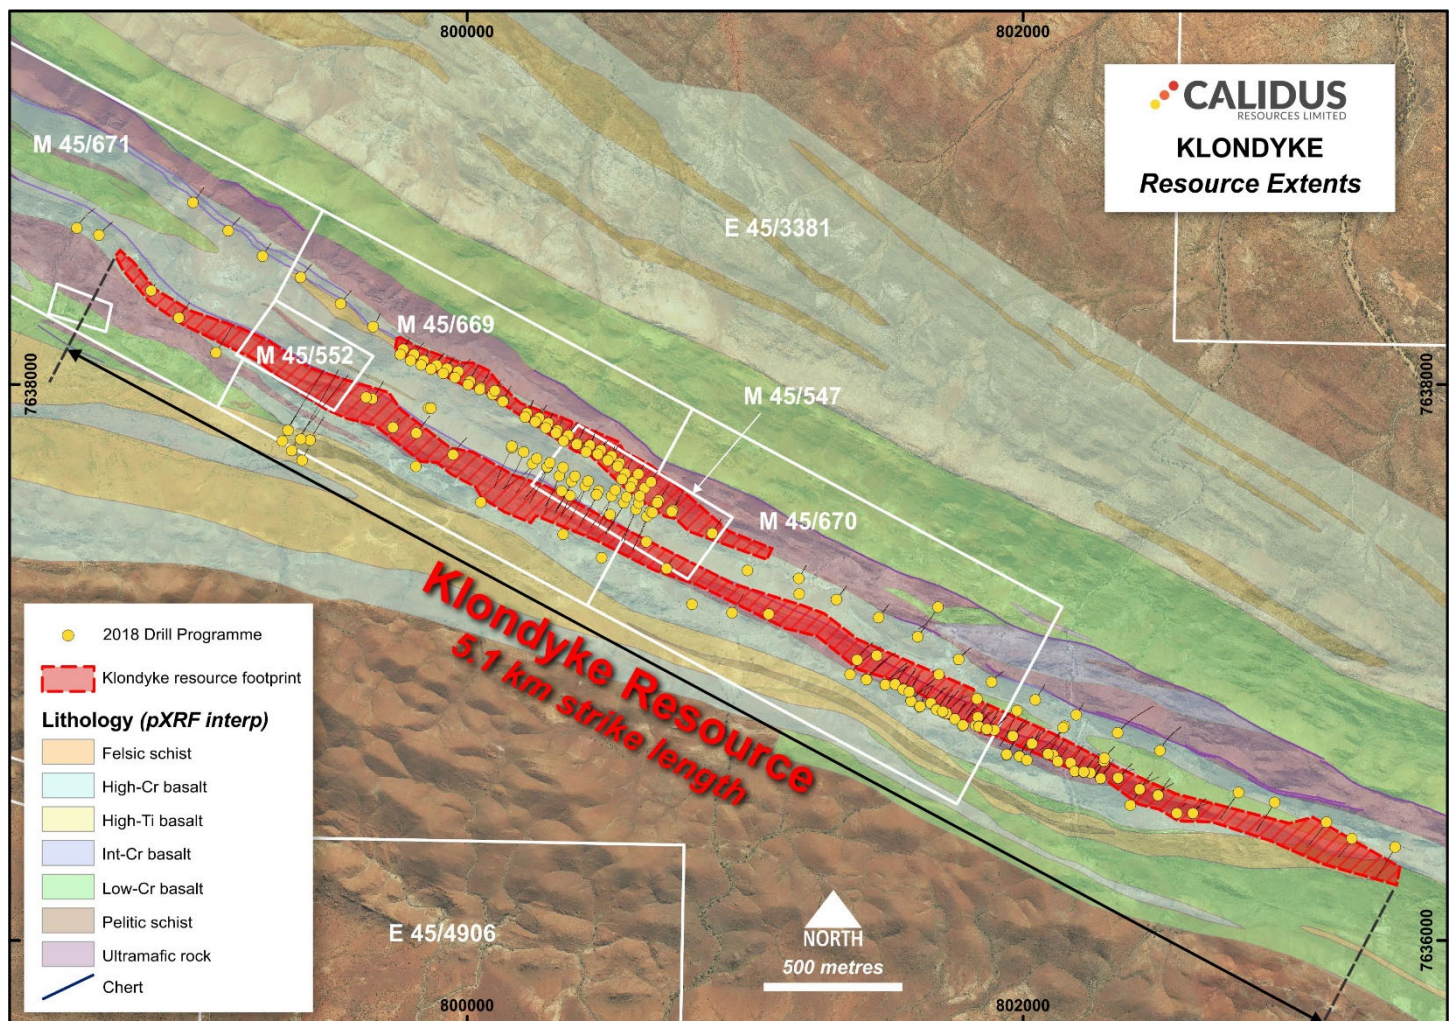 800000
802000
CALIDUS
RESOURCES LIMITED
KLONDYKE
Resource Extents
M 45/671
E 45/3381
M 45/669
M 45/552
7638000
7638000
M 45/547
M 45/670
Klondyke Resource
5.1 km strike length
2018 Drill Programme
Klondyke resource footprint
Lithology (pXRF interp)
Felsic schist
High-Cr basalt
High-Ti basalt
Int-Cr basalt
Low-Cr basalt
Pelitic schist
Ultramafic rock
Chert
E 45/4906
NORTH
500 metres
7636000
800000
802000